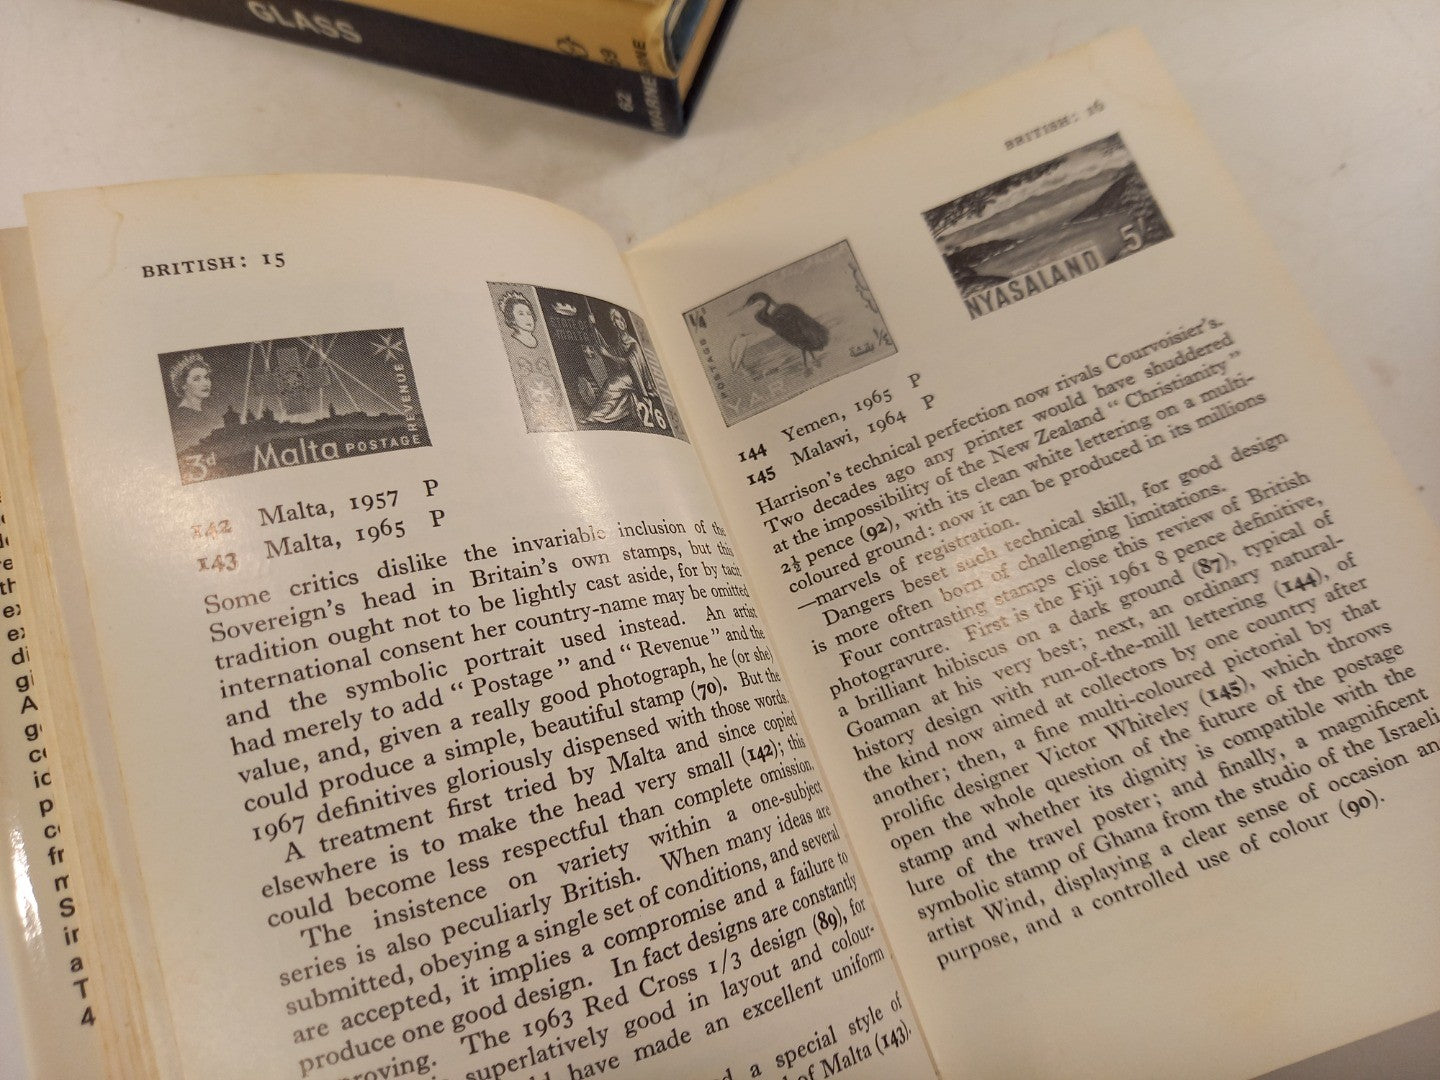 GLASS
62
59
BRITISH: 15
3d
Malta POSTAGE
REVENUE
2'6
142 Malta, 1957 P
143 Malta, 1965 P
Some critics dislike the invariable inclusion of the
Sovereign's head in Britain's own stamps, but this
tradition ought not to be lightly cast aside, for by tacit
international consent her country-name may be omitted
and the symbolic portrait used instead. An artist
had merely to add “ Postage ” and “ Revenue ” and the
value, and, given a really good photograph, he (or she)
could produce a simple, beautiful stamp (70). But the
1967 definitives gloriously dispensed with those words.
A treatment first tried by Malta and since copied
elsewhere is to make the head very small (142); this
could become less respectful than complete omission.
The insistence on variety within a one-subject
series is also peculiarly British. When many ideas are
submitted, obeying a single set of conditions, and several
are accepted, it implies a compromise and a failure to
produce one good design. In fact designs are constantly
proving. The 1963 Red Cross 1/3 design (89), for
superlatively good in layout and colour-
have made an excellent uniform
a special style of
of Malta (143).
BRITISH: 16
POSTAGE
1/4
NYASALAND 5/-
144 Yemen, 1965 P
145 Malawi, 1964 P
Harrison's technical perfection now rivals Courvoisier's.
Two decades ago any printer would have shuddered
at the impossibility of the New Zealand “ Christianity ”
2½ pence (92), with its clean white lettering on a multi-
coloured ground: now it can be produced in its millions
—marvels of registration.
Dangers beset such technical skill, for good design
is more often born of challenging limitations.
Four contrasting stamps close this review of British
photogravure. First is the Fiji 1961 8 pence definitive,
a brilliant hibiscus on a dark ground (87), typical of
Goaman at his very best; next, an ordinary natural-
history design with run-of-the-mill lettering (144), of
the kind now aimed at collectors by one country after
another; then, a fine multi-coloured pictorial by that
prolific designer Victor Whiteley (145), which throws
open the whole question of the future of the postage
stamp and whether its dignity is compatible with the
lure of the travel poster; and finally, a magnificent
symbolic stamp of Ghana from the studio of the Israeli
artist Wind, displaying a clear sense of occasion and
purpose, and a controlled use of colour (90).